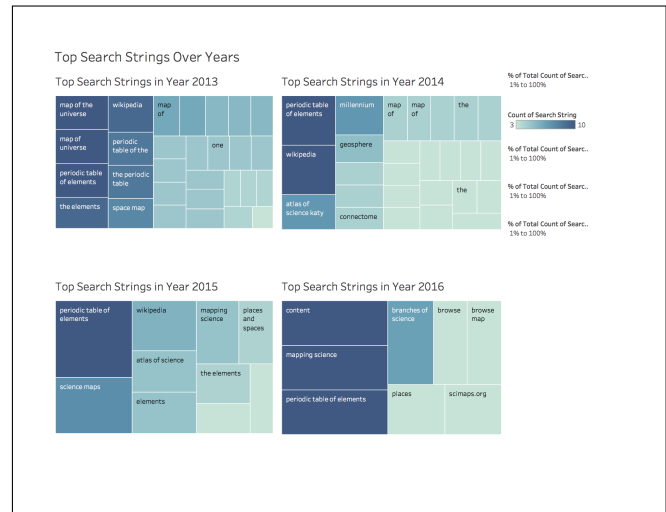 Top Search Strings Over Years
Top Search Strings in Year 2013
map of the
universe
wikipedia
map
of
map of
universe
periodic
table of the
one
periodic table
of elements
the periodic
table
the elements
space map
Top Search Strings in Year 2014
periodic table
of elements
millennium
map
of
map
of
the
geosphere
wikipedia
the
atlas of
science katy
connectome
% of Total Count of Searc..
1% to 100%
Count of Search String
3
10
% of Total Count of Searc..
1% to 100%
% of Total Count of Searc..
1% to 100%
% of Total Count of Searc..
1% to 100%
Top Search Strings in Year 2015
periodic table of
elements
wikipedia
mapping
science
places
and
spaces
atlas of science
the elements
science maps
elements
Top Search Strings in Year 2016
content
branches of
science
browse
browse
map
mapping science
periodic table of elements
places
scimaps.org